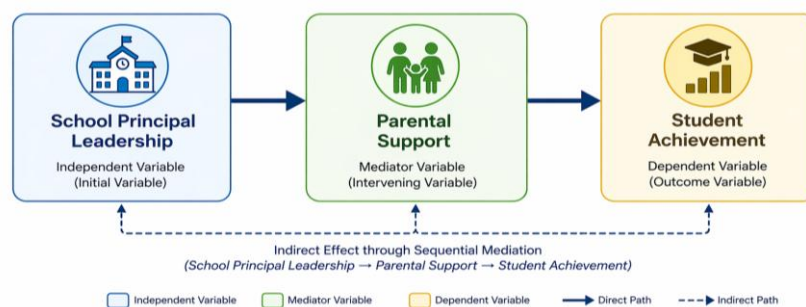 School Principal
Leadership
Independent Variable
(Initial Variable)
Parental
Support
Mediator Variable
(Intervening Variable)
Student
Achievement
Dependent Variable
(Outcome Variable)
Indirect Effect through Sequential Mediation
(School Principal Leadership → Parental Support → Student Achievement)
Independent Variable
Mediator Variable
Dependent Variable
Direct Path
Indirect Path